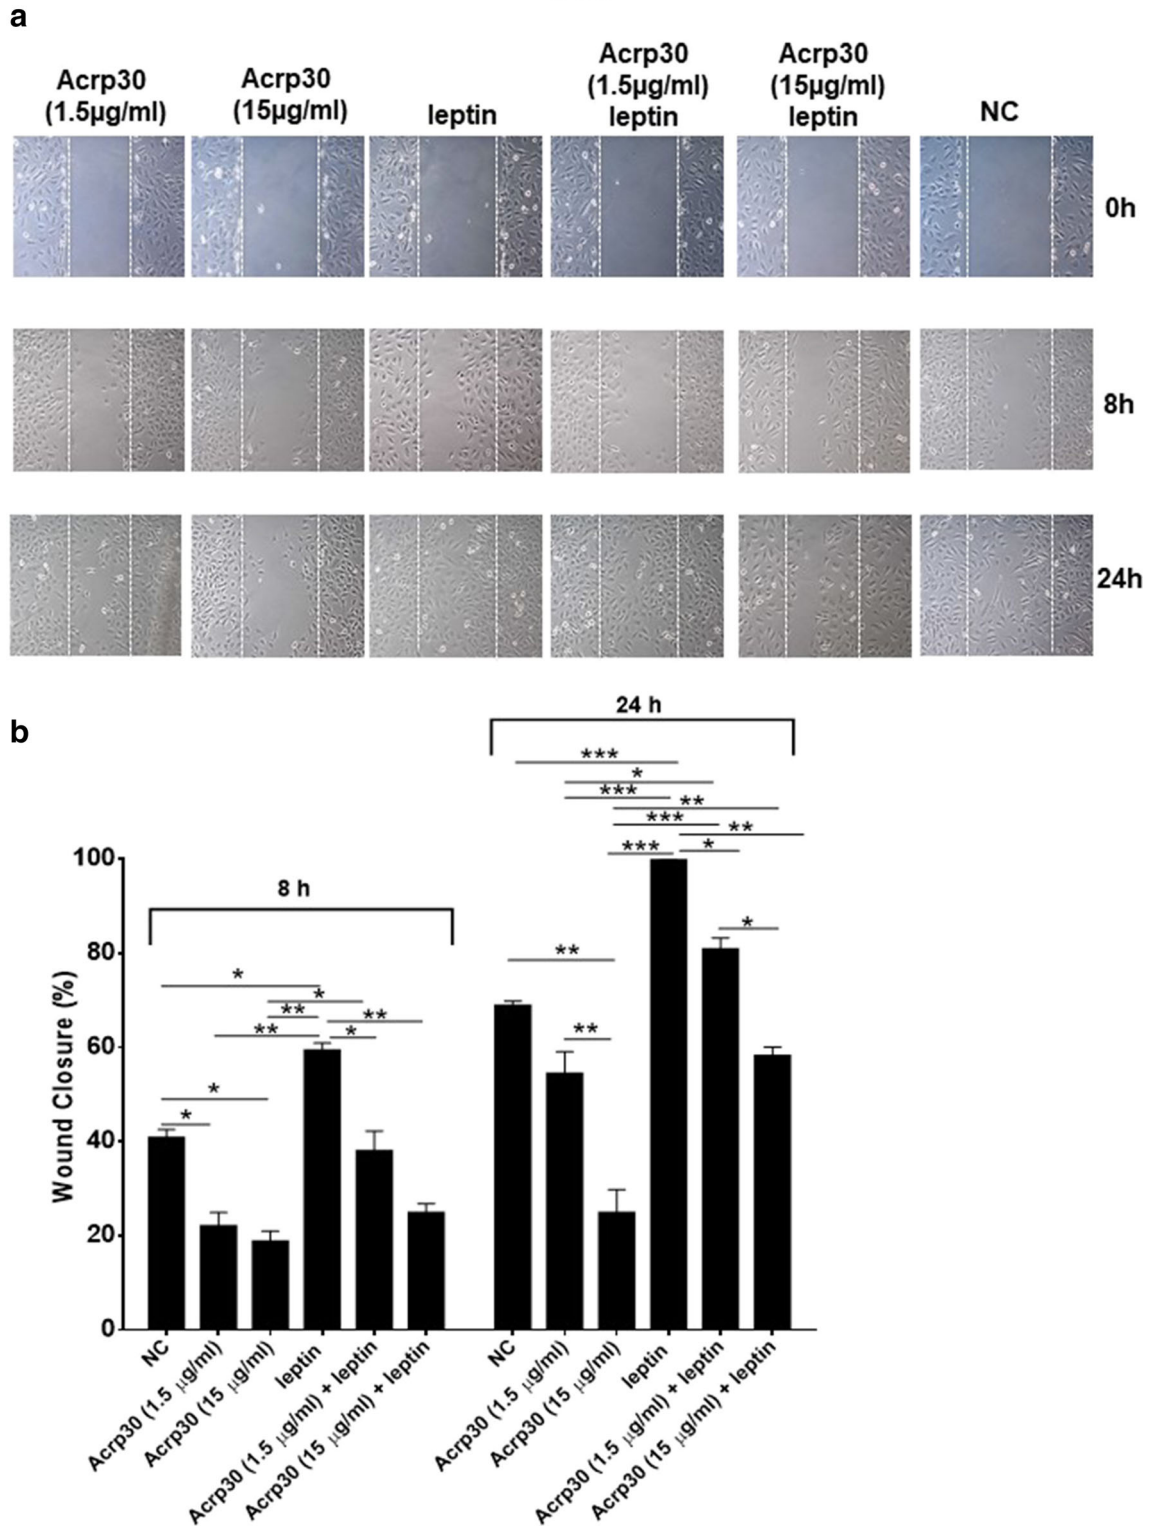 a
Acrp30
(1.5µg/ml)
Acrp30
(15µg/ml)
leptin
Acrp30
(1.5µg/ml)
leptin
Acrp30
(15µg/ml)
leptin
NC
0h
8h
24h
b
24 h
***
*
***
**
***
**
***
*
*
**
**
8 h
*
*
**
**
**
*
*
*
Wound Closure (%)
100
80
60
40
20
0
NC
Acrp30 (1.5 µg/ml)
Acrp30 (15 µg/ml)
leptin
Acrp30 (1.5 µg/ml) + leptin
Acrp30 (15 µg/ml) + leptin
NC
Acrp30 (1.5 µg/ml)
Acrp30 (15 µg/ml)
leptin
Acrp30 (1.5 µg/ml) + leptin
Acrp30 (15 µg/ml) + leptin